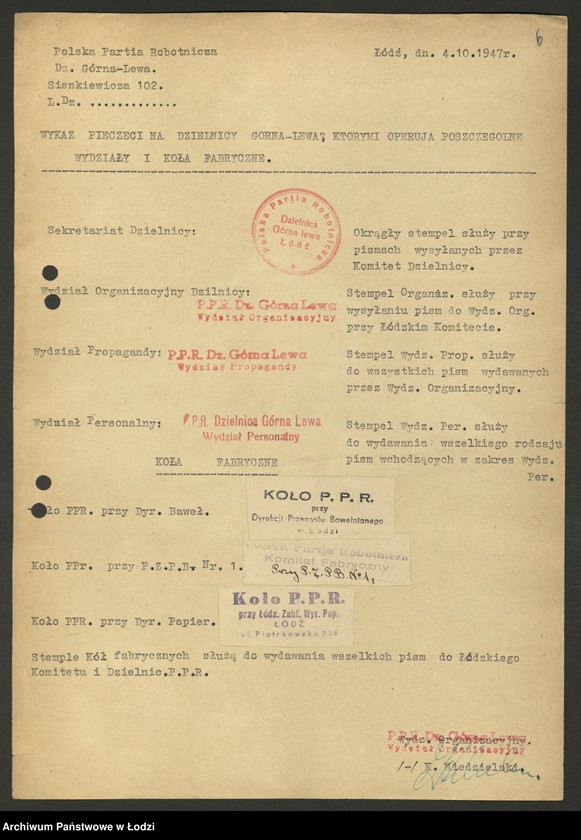 6
Polska Partia Robotnicza
Łódź, dn. 4.10.1947r.
Dz. Górna-Lewa.
Sienkiewicza 102.
L.Dz. .............
WYKAZ PIECZECI NA DZIELNICY GORNA-LEWA, KTORYMI OPERUJA POSZCZEGOLNE
WYDZIAŁY I KOŁA FABRYCZNE.
Sekretariat Dzielnicy:
Polska Partia Robotnicza
Dzielnica
Górna lewa
Łódź
Okrągły stempel służy przy
pismach wysyłanych przez
Komitet Dzielnicy.
Wydział Organizacyjny Dzilnicy:
P.P.R. Dz. Górna Lewa
Wydział Organizacyjny
Stempel Organiz. służy przy
wysyłaniu pism do Wydz. Org.
przy Łódzkim Komitecie.
Wydział Propagandy:
P.P.R. Dz. Górna Lewa
Wydział Propagandy
Stempel Wydz. Prop. służy
do wszystkich pism wydawanych
przez Wydz. Organizacyjny.
Wydział Personalny:
P.P.R. Dzielnica Górna Lewa
Wydział Personalny
Stempel Wydz. Per. służy
do wydawania wszelkiego rodzaju
pism wchodzących w zakres Wydz.
Per.
KOŁA FABRYCZNE
Koło PPR. przy Dyr. Baweł.
KOŁO P. P. R.
przy
Dyrekcji Przemysłu Bawełnianego
w Łodzi
Koło PPr. przy P.Z.P.B. Nr. 1.
Polska Partja Robotnicza
Komitet Fabryczny
Przy P.Z.P.B. No 1,
Koło PPR. przy Dyr. Papier.
Koło P.P.R.
przy Łódz. Zakł. Wyr. Pap.
ŁÓDŹ
ul. Piotrkowska
Stemple Kół fabrycznych służą do wydawania wszelkich pism do Łódzkiego
Komitetu i Dzielnic.P.P.R.
P.P.R. Dz. Górna Lewa
Wydz. Organizacyjny.
Wydział Organizacyjny
/-/ K. Niedzielski.
Archiwum Państwowe w Łodzi